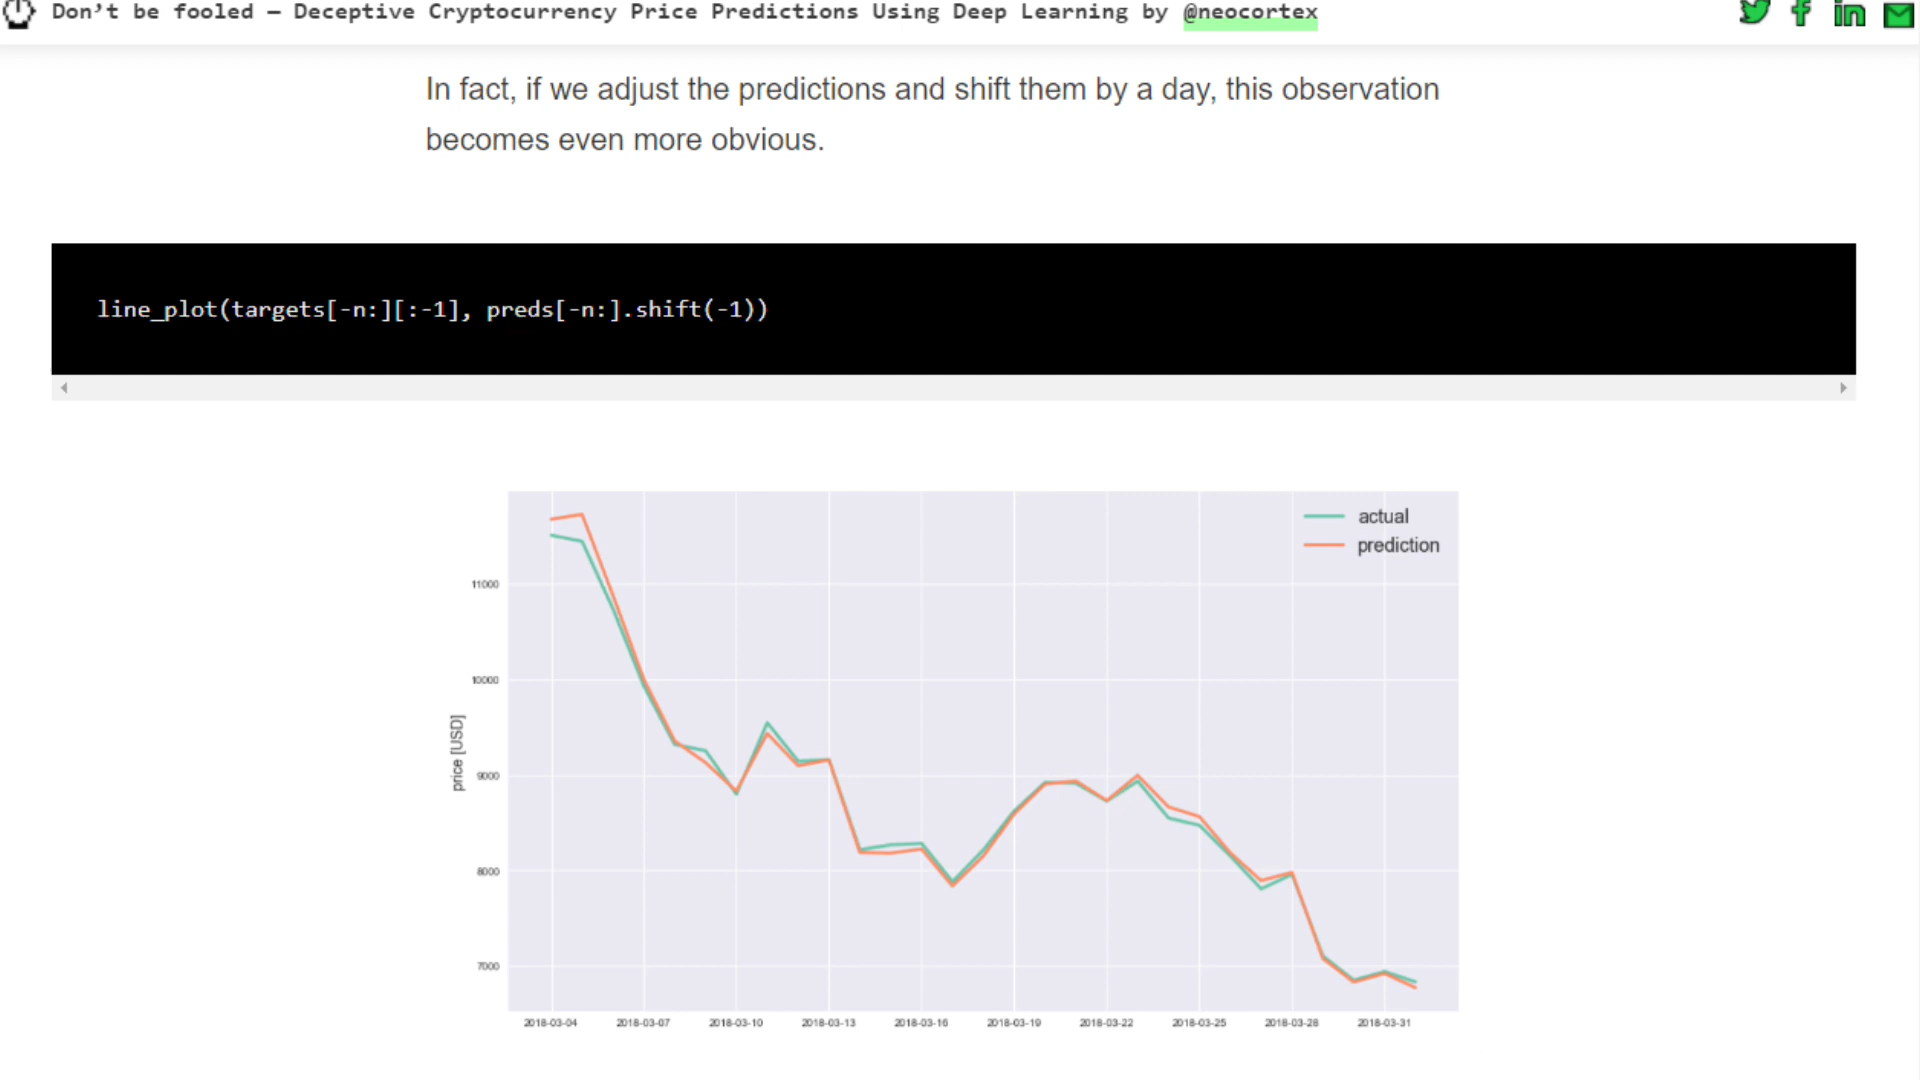 Don’t be fooled — Deceptive Cryptocurrency Price Predictions Using Deep Learning by @neocortex
In fact, if we adjust the predictions and shift them by a day, this observation
becomes even more obvious.
line_plot(targets[-n:][:-1], preds[-n:].shift(-1))
actual
prediction
11000
10000
9000
8000
7000
price [USD]
2018-03-04 2018-03-07 2018-03-10 2018-03-13 2018-03-16 2018-03-19 2018-03-22 2018-03-25 2018-03-28 2018-03-31